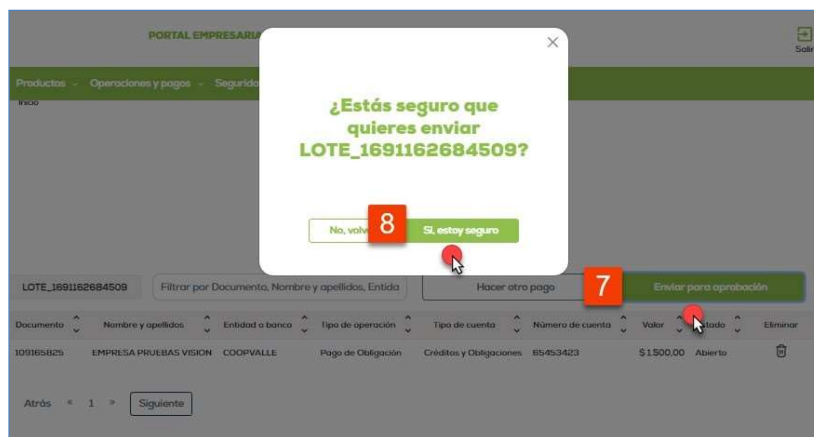 PORTAL EMPRESARIA
Salir
Productos Operaciones y pagos Segurida
Inicio
¿Estás seguro que
quieres enviar
LOTE_1691162684509?
No, volv
8
Sí, estoy seguro
LOTE_1691162684509
Filtrar por Documento, Nombre y apellidos, Entida
Hacer otro pago
7
Enviar para aprobación
Documento Nombre y apellidos Entidad o banco Tipo de operación Tipo de cuenta Número de cuenta Valor Estado Eliminar
109165825 EMPRESA PRUEBAS VISION COOPVALLE Pago de Obligación Créditos y Obligaciones 65453423 $1.500,00 Abierto
Atrás « 1 » Siguiente